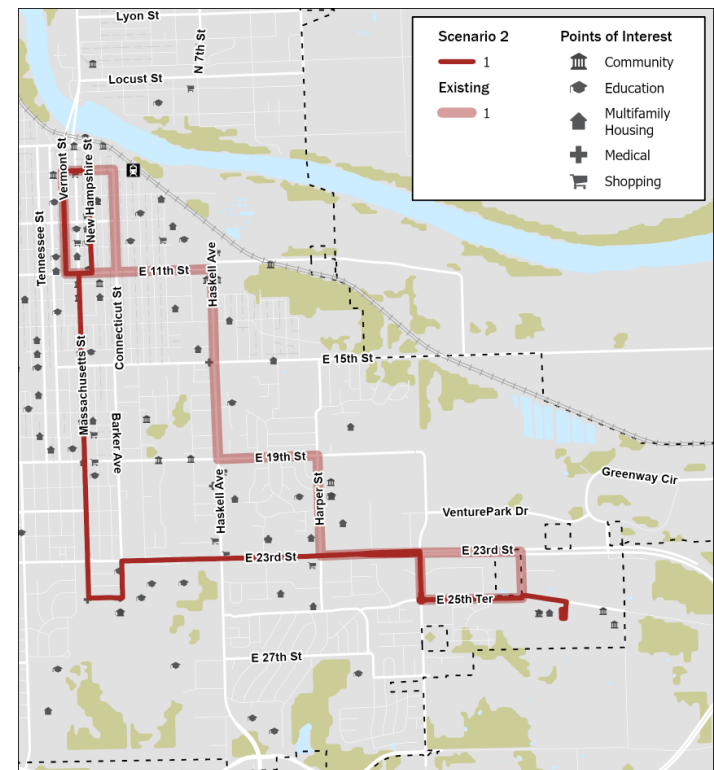 Lyon St
N 7th St
Locust St
Scenario 2
1
Existing
1
Points of Interest
Community
Education
Multifamily
Housing
Medical
Shopping
Vermont St
New Hampshire St
Tennessee St
E 11th St
Haskell Ave
Connecticut St
Massachusetts St
E 15th St
Barker Ave
E 19th St
Haskell Ave
Harper St
Greenway Cir
VenturePark Dr
E 23rd St
E 23rd St
E 25th Ter
E 27th St